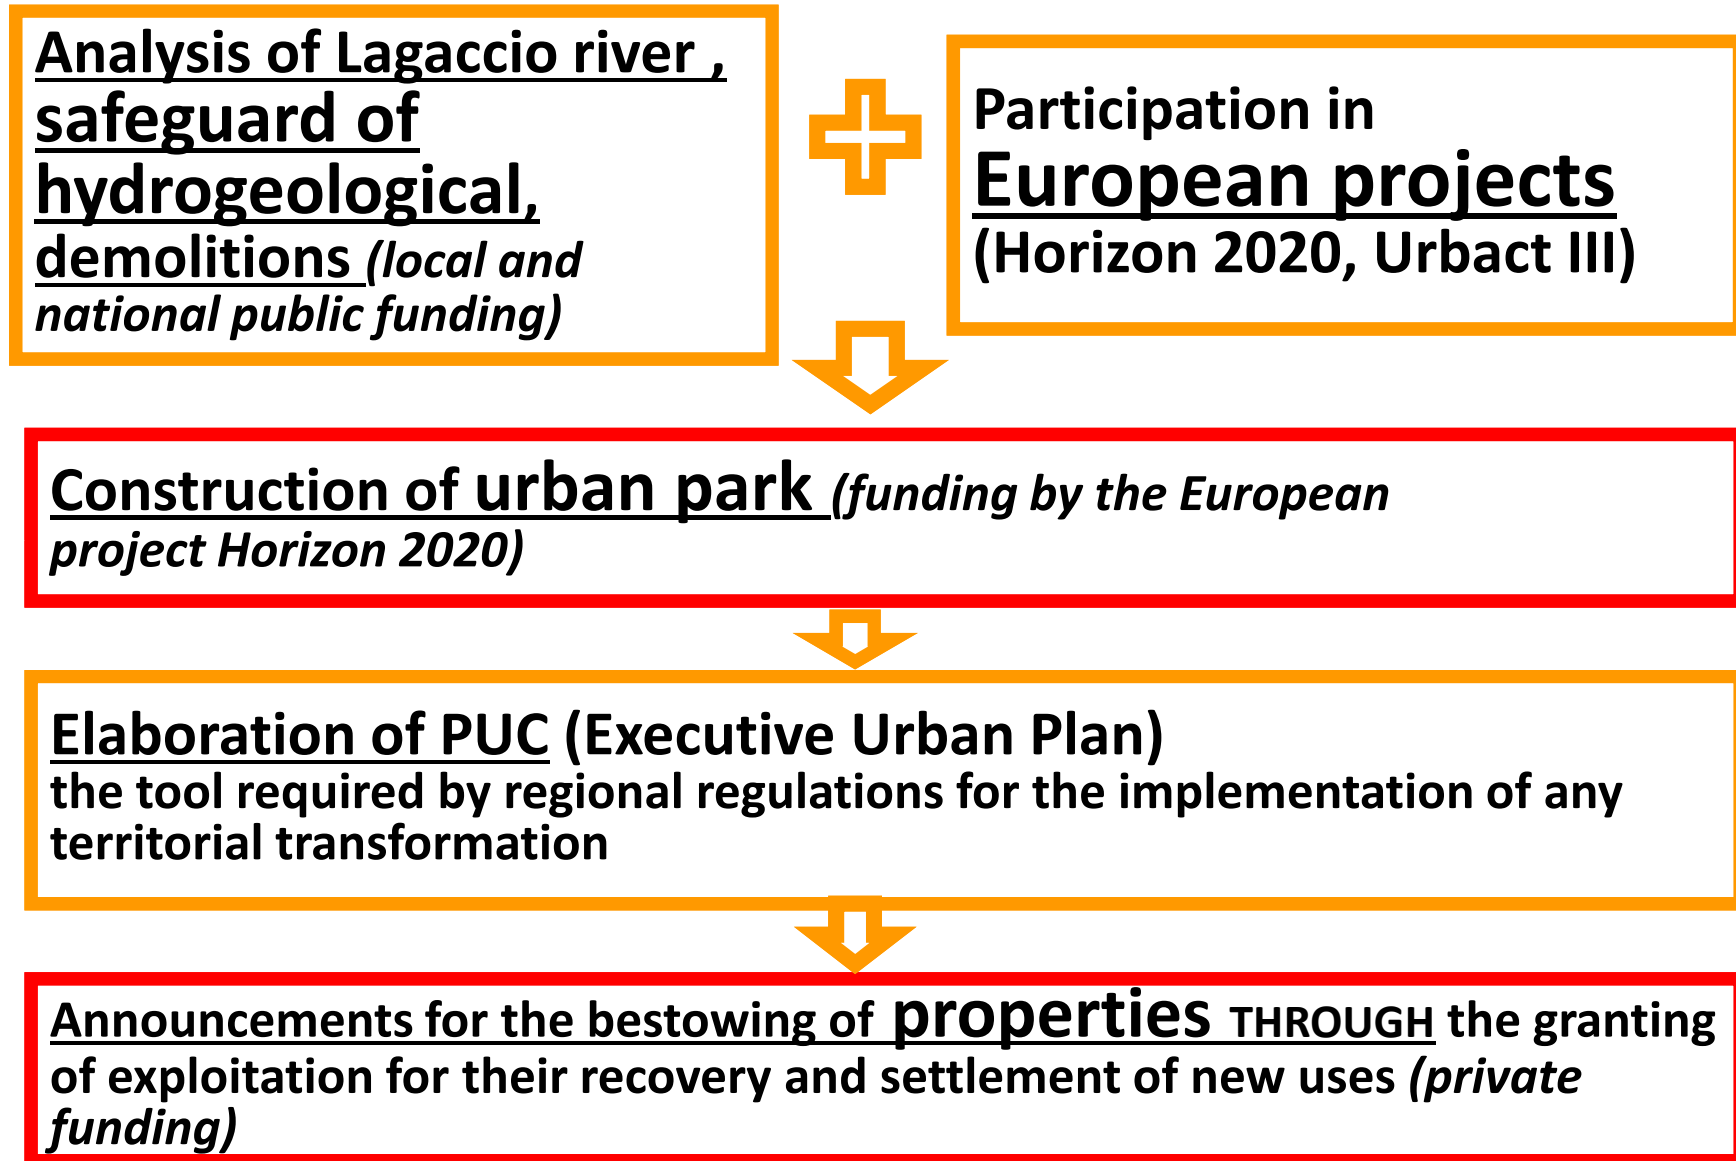 Analysis of Lagaccio river ,
safeguard of
hydrogeological,
demolitions (local and
national public funding)
Participation in
European projects
(Horizon 2020, Urbact III)
Construction of urban park (funding by the European
project Horizon 2020)
Elaboration of PUC (Executive Urban Plan)
the tool required by regional regulations for the implementation of any
territorial transformation
Announcements for the bestowing of properties THROUGH the granting
of exploitation for their recovery and settlement of new uses (private
funding)